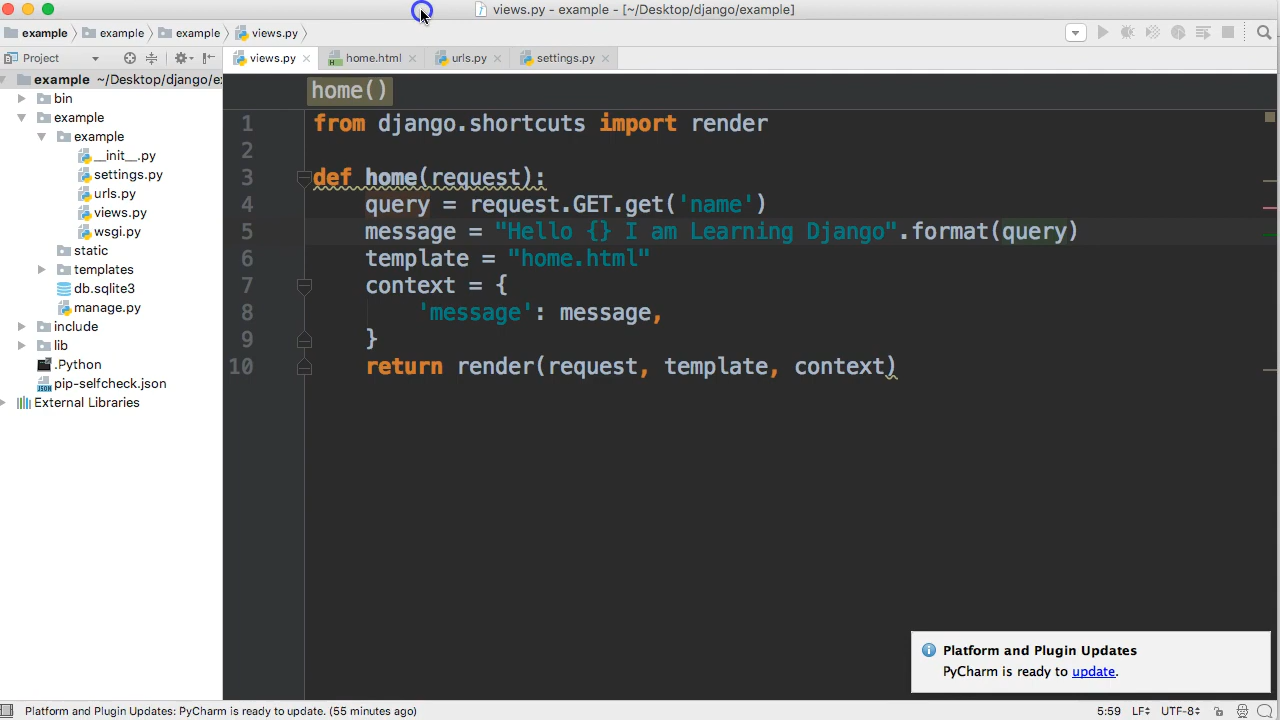 views.py - example - [~/Desktop/django/example]
example example example views.py
Project views.py home.html urls.py settings.py
example ~/Desktop/django/e
bin
example
example
__init__.py
settings.py
urls.py
views.py
wsgi.py
static
templates
db.sqlite3
manage.py
include
lib
.Python
pip-selfcheck.json
External Libraries
home()
1 from django.shortcuts import render
2
3 def home(request):
4 query = request.GET.get('name')
5 message = "Hello {} I am Learning Django".format(query)
6 template = "home.html"
7 context = {
8 'message': message,
9 }
10 return render(request, template, context)
Platform and Plugin Updates
PyCharm is ready to update.
Platform and Plugin Updates: PyCharm is ready to update. (55 minutes ago) 5:59 LF UTF-8